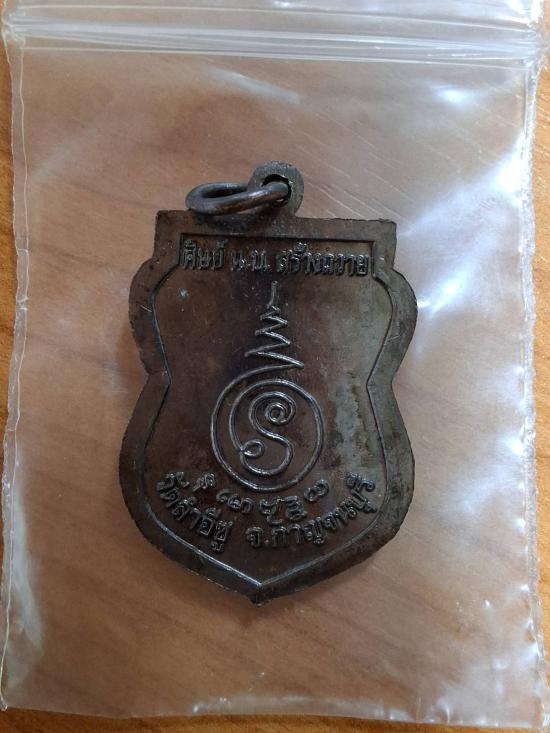 ศิษย์ น.บ. สร้างถวาย
วัดลำอีซู จ.กาญจนบุรี